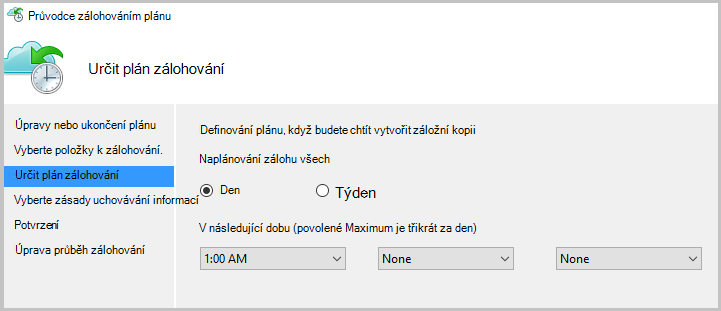 Průvodce zálohováním plánu
Určit plán zálohování
Úpravy nebo ukončení plánu
Vyberte položky k zálohování.
Určit plán zálohování
Vyberte zásady uchovávání informací
Potvrzení
Úprava průběh zálohování
Definování plánu, když budete chtít vytvořit záložní kopii
Naplánování zálohu všech
Den Týden
V následující dobu (povolené Maximum je třikrát za den)
1:00 AM None None